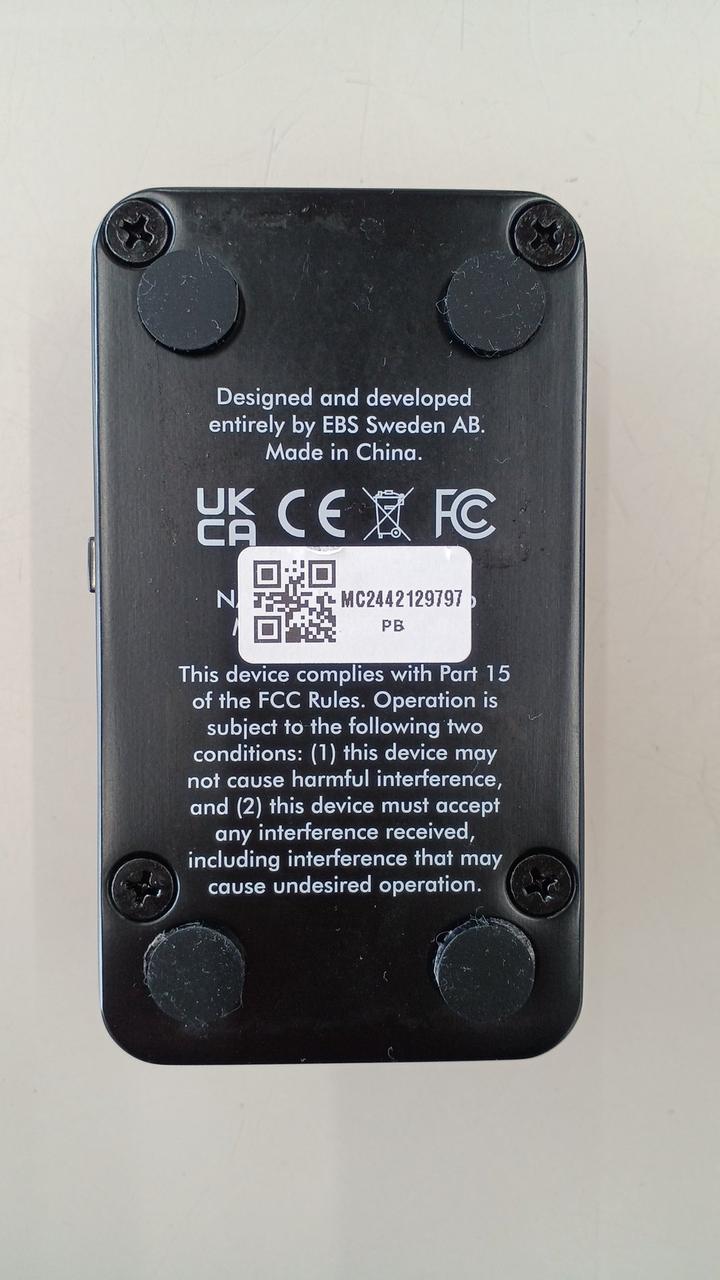 Designed and developed
entirely by EBS Sweden AB.
Made in China.
UK
CA CE FC
MC2442129797
PB
This device complies with Part 15
of the FCC Rules. Operation is
subject to the following two
conditions: (1) this device may
not cause harmful interference,
and (2) this device must accept
any interference received,
including interference that may
cause undesired operation.